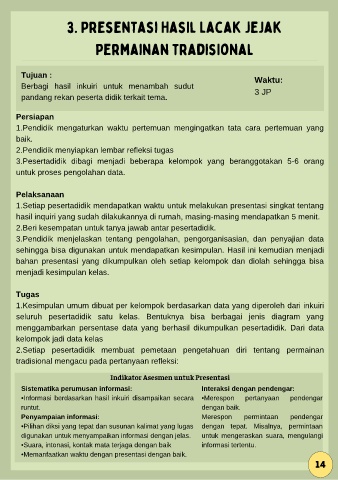 3. PRESENTASI HASIL LACAK JEJAK
PERMAINAN TRADISIONAL
Tujuan :
Berbagi hasil inkuiri untuk menambah sudut
pandang rekan peserta didik terkait tema.
Waktu:
3 JP
Persiapan
1.Pendidik mengaturkan waktu pertemuan mengingatkan tata cara pertemuan yang
baik.
2.Pendidik menyiapkan lembar refleksi tugas
3.Pesertadidik dibagi menjadi beberapa kelompok yang beranggotakan 5-6 orang
untuk proses pengolahan data.
Pelaksanaan
1.Setiap pesertadidik mendapatkan waktu untuk melakukan presentasi singkat tentang
hasil inquiri yang sudah dilakukannya di rumah, masing-masing mendapatkan 5 menit.
2.Beri kesempatan untuk tanya jawab antar pesertadidik.
3.Pendidik menjelaskan tentang pengolahan, pengorganisasian, dan penyajian data
sehingga bisa digunakan untuk mendapatkan kesimpulan. Hasil ini kemudian menjadi
bahan presentasi yang dikumpulkan oleh setiap kelompok dan diolah sehingga bisa
menjadi kesimpulan kelas.
Tugas
1.Kesimpulan umum dibuat per kelompok berdasarkan data yang diperoleh dari inkuiri
seluruh pesertadidik satu kelas. Bentuknya bisa berbagai jenis diagram yang
menggambarkan persentase data yang berhasil dikumpulkan pesertadidik. Dari data
kelompok jadi data kelas
2.Setiap pesertadidik membuat pemetaan pengetahuan diri tentang permainan
tradisional mengacu pada pertanyaan refleksi:
Indikator Asesmen untuk Presentasi
Sistematika perumusan informasi:
•Informasi berdasarkan hasil inkuiri disampaikan secara
runtut.
Penyampaian informasi:
•Pilihan diksi yang tepat dan susunan kalimat yang lugas
digunakan untuk menyampaikan informasi dengan jelas.
•Suara, intonasi, kontak mata terjaga dengan baik
•Memanfaatkan waktu dengan presentasi dengan baik.
Interaksi dengan pendengar:
•Merespon pertanyaan pendengar
dengan baik.
Merespon permintaan pendengar
dengan tepat. Misalnya, permintaan
untuk mengeraskan suara, mengulangi
informasi tertentu.
14